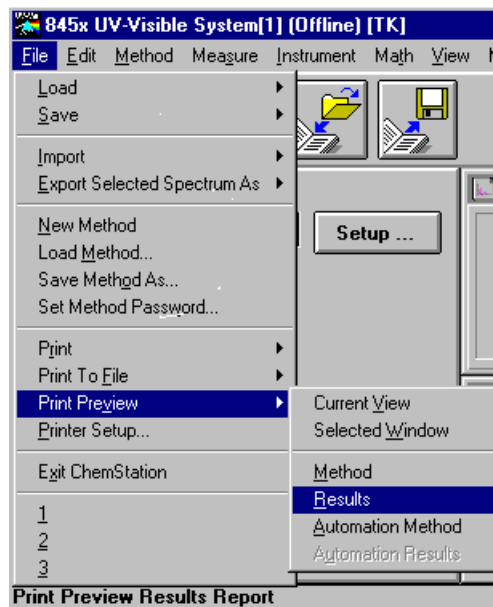 845x UV-Visible System[1] (Offline) [TK]
File Edit Method Measure Instrument Math View
Load
Save
Import
Export Selected Spectrum As
New Method
Load Method...
Save Method As...
Set Method Password...
Setup ...
Print
Print To File
Print Preview
Printer Setup...
Exit ChemStation
1
2
3
Current View
Selected Window
Method
Results
Automation Method
Automation Results
Print Preview Results Report